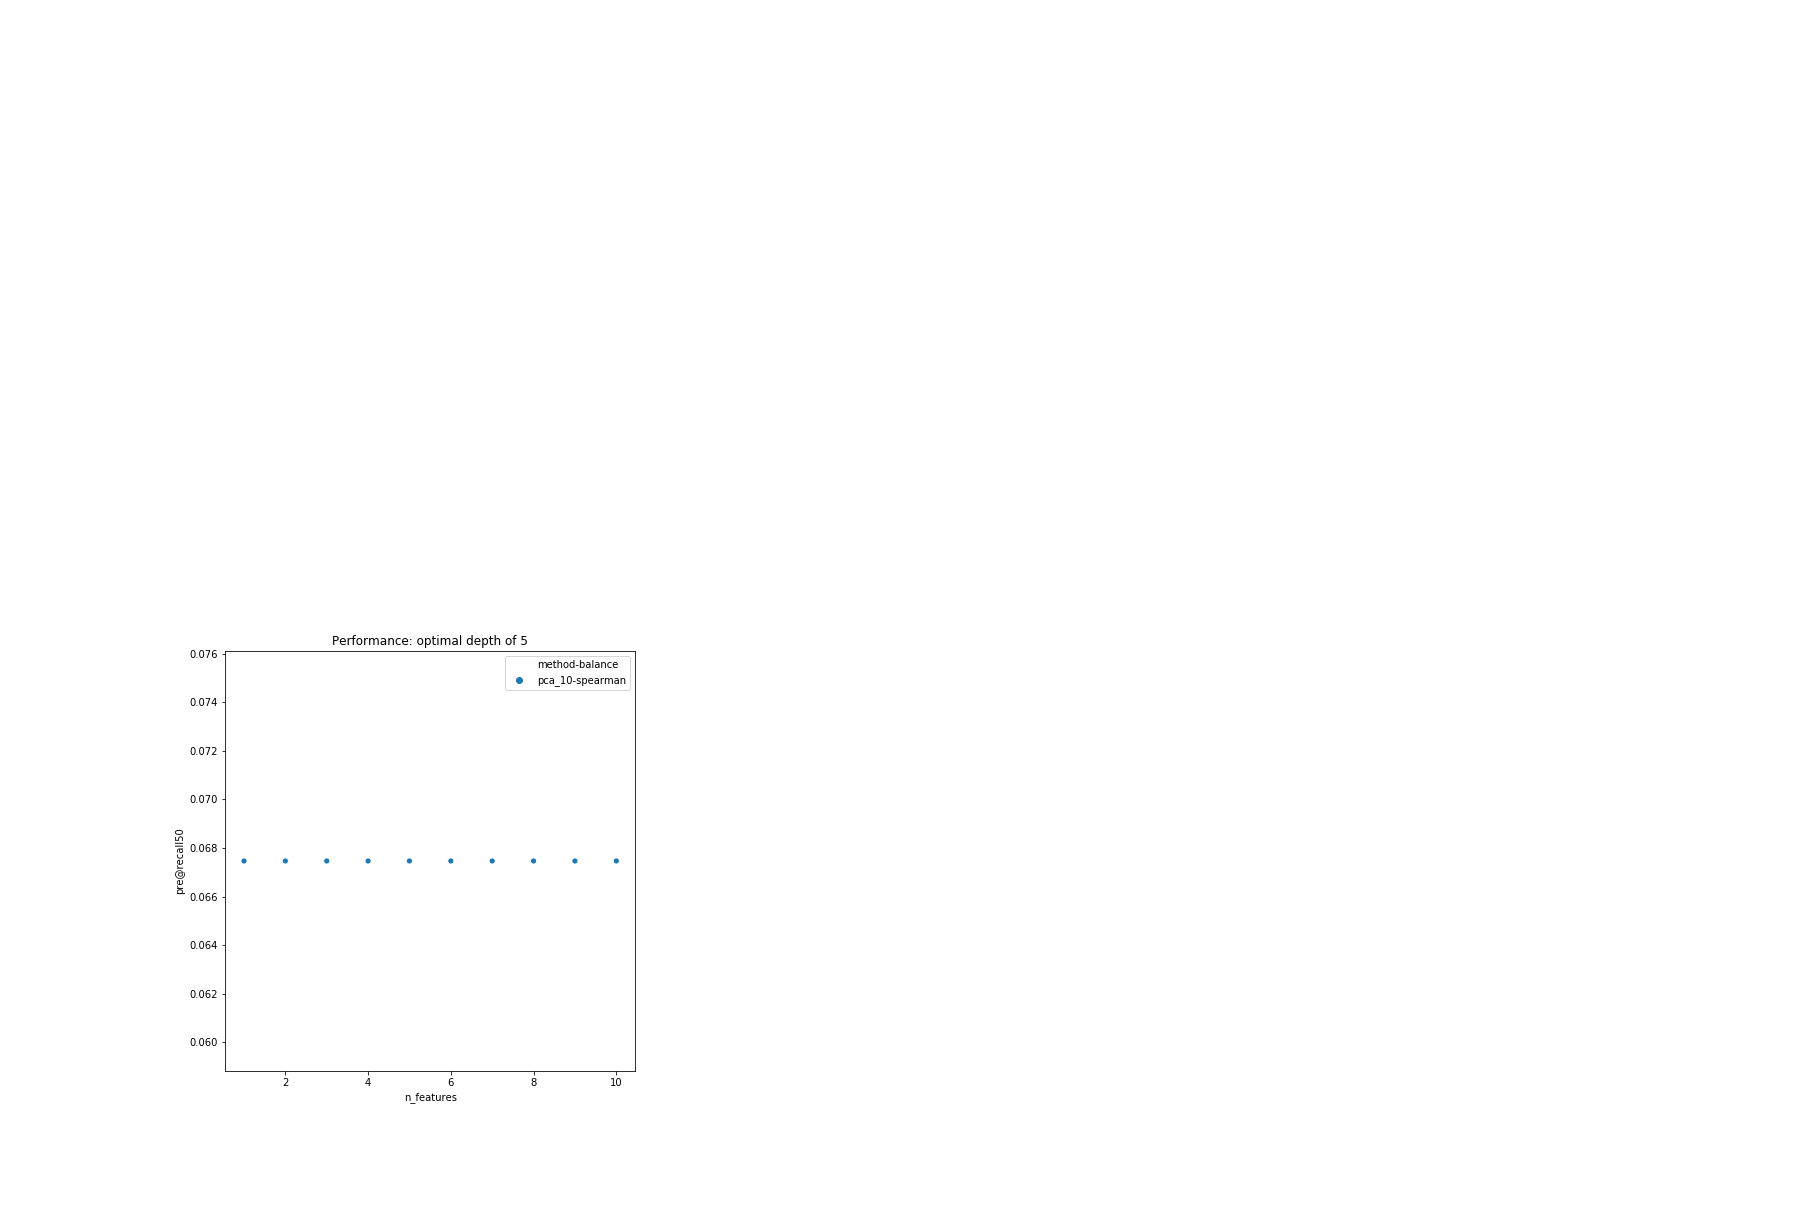 Performance: optimal depth of 5
method-balance
pca_10-spearman
0.076
0.074
0.072
0.070
0.068
0.066
0.064
0.062
0.060
pre@recall50
2 4 6 8 10
n_features